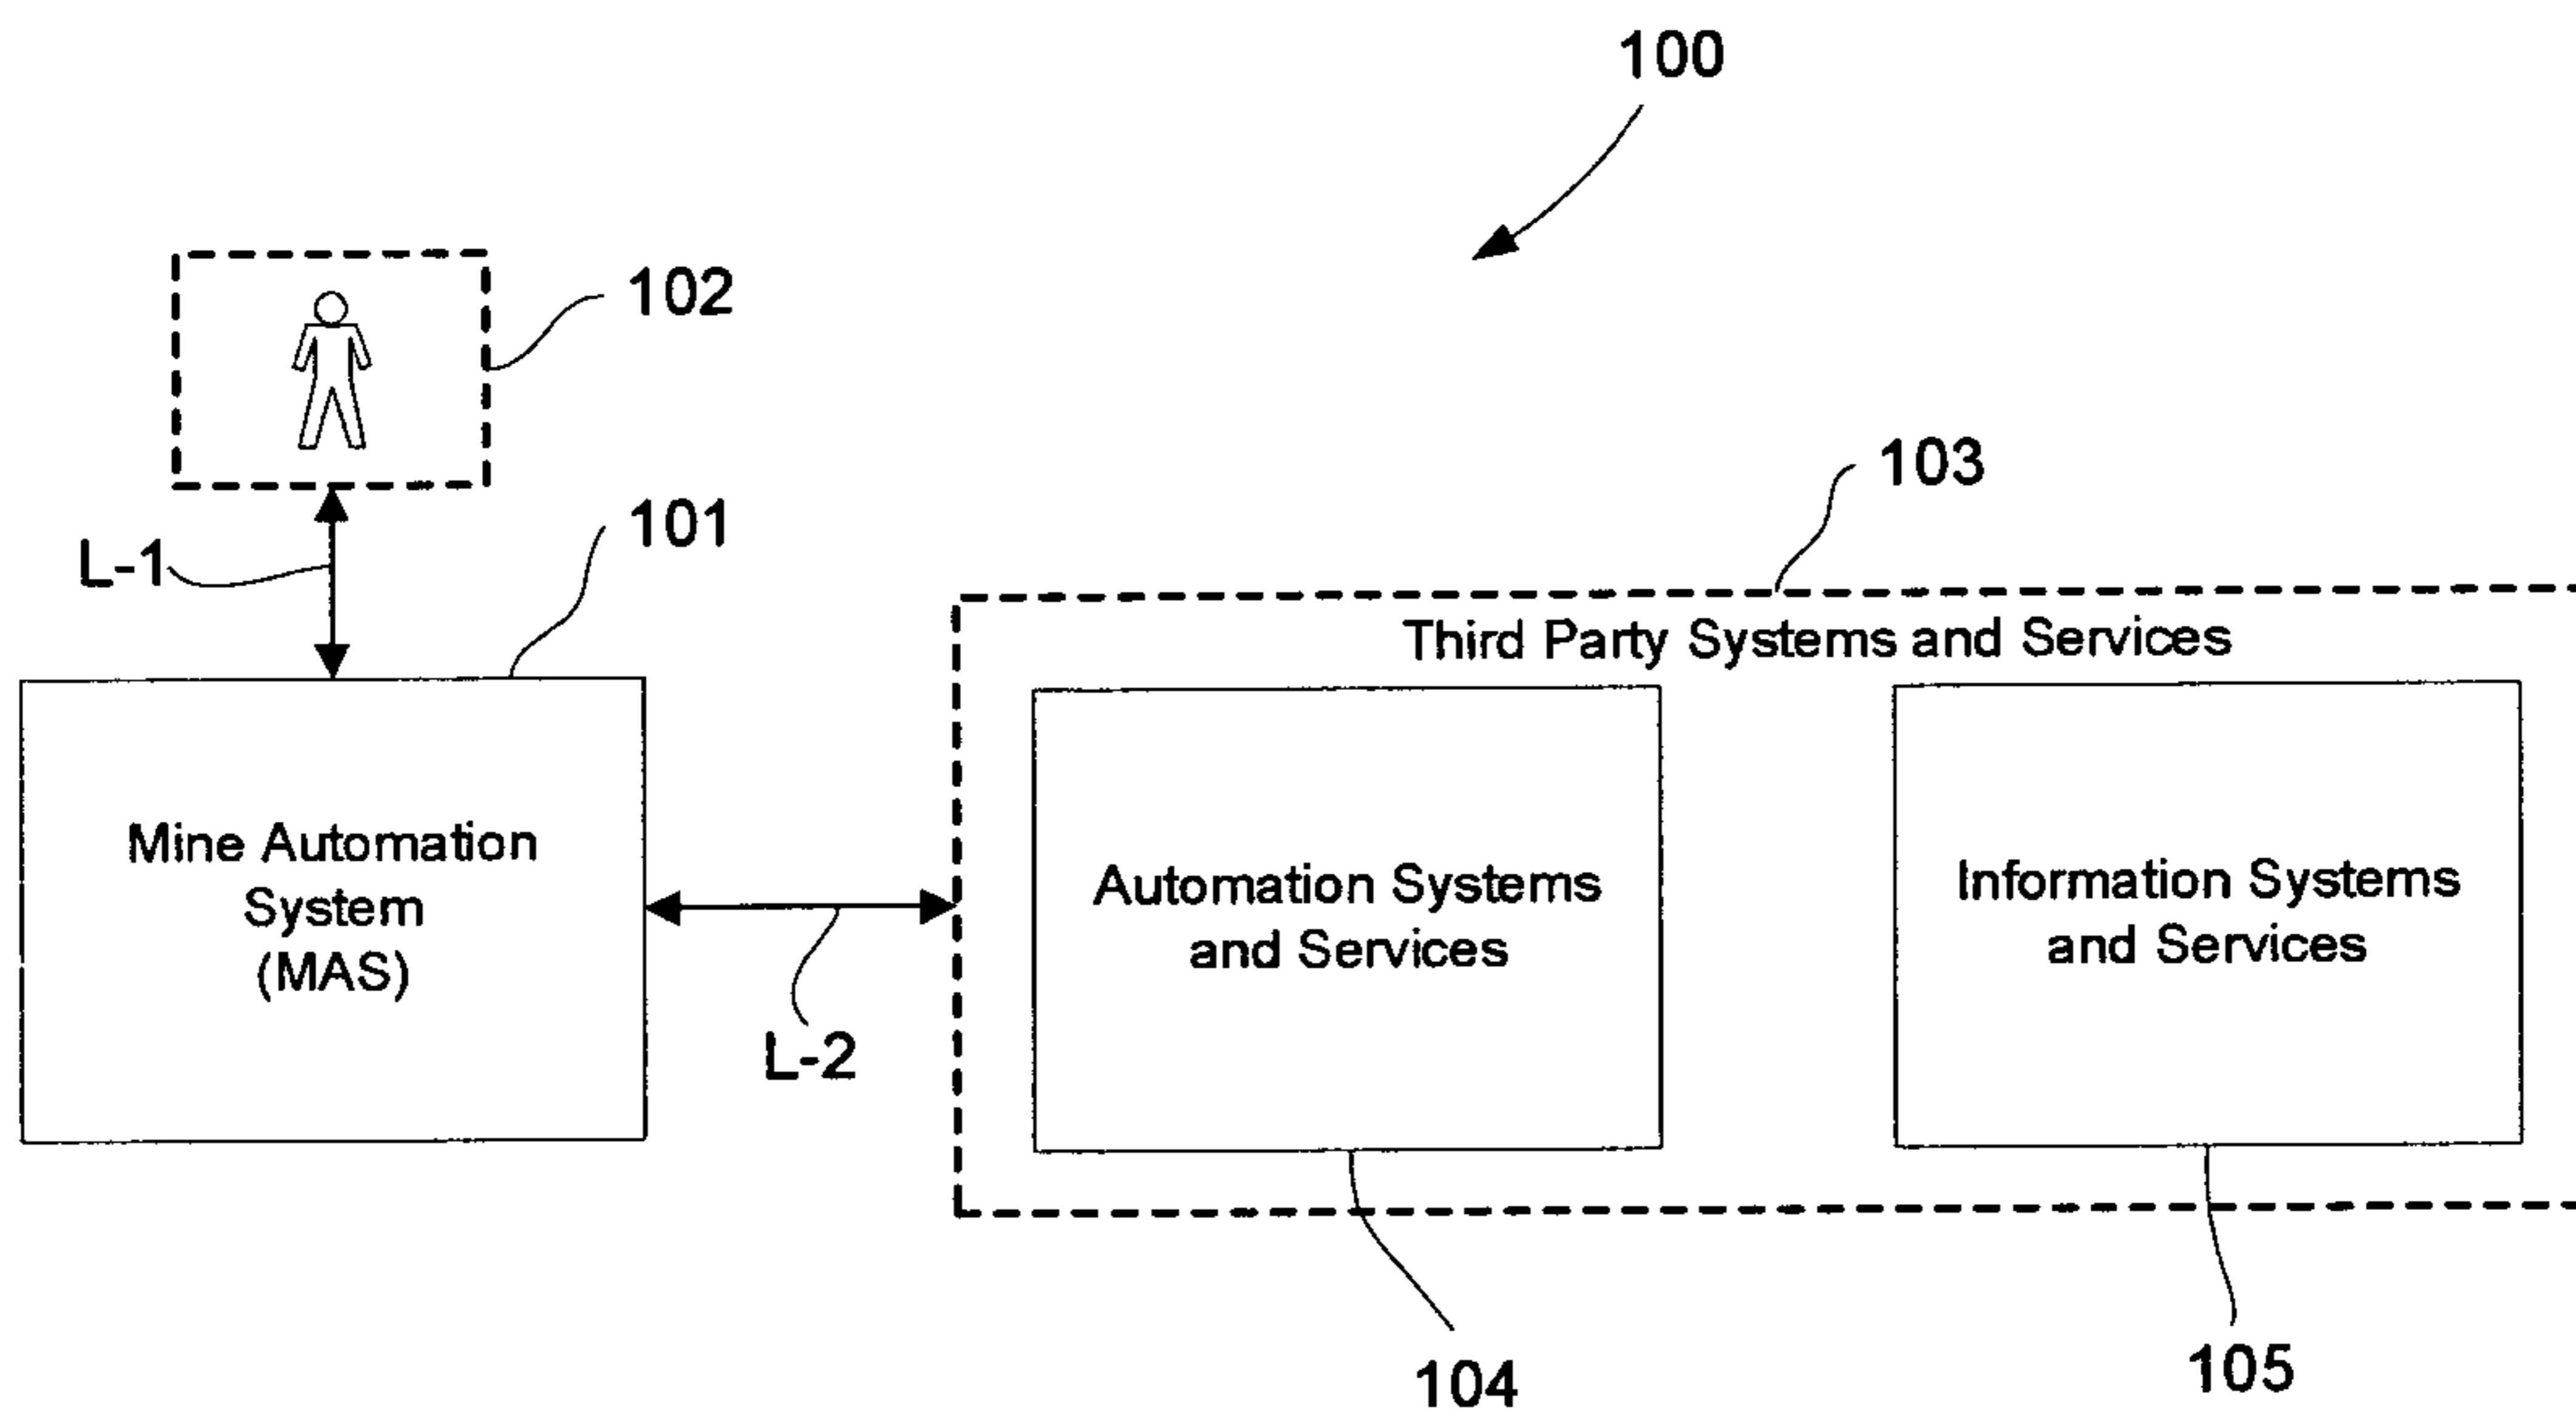 100
102
103
L-1
101
Third Party Systems and Services
Mine Automation
System
(MAS)
Automation Systems
and Services
Information Systems
and Services
L-2
104
105